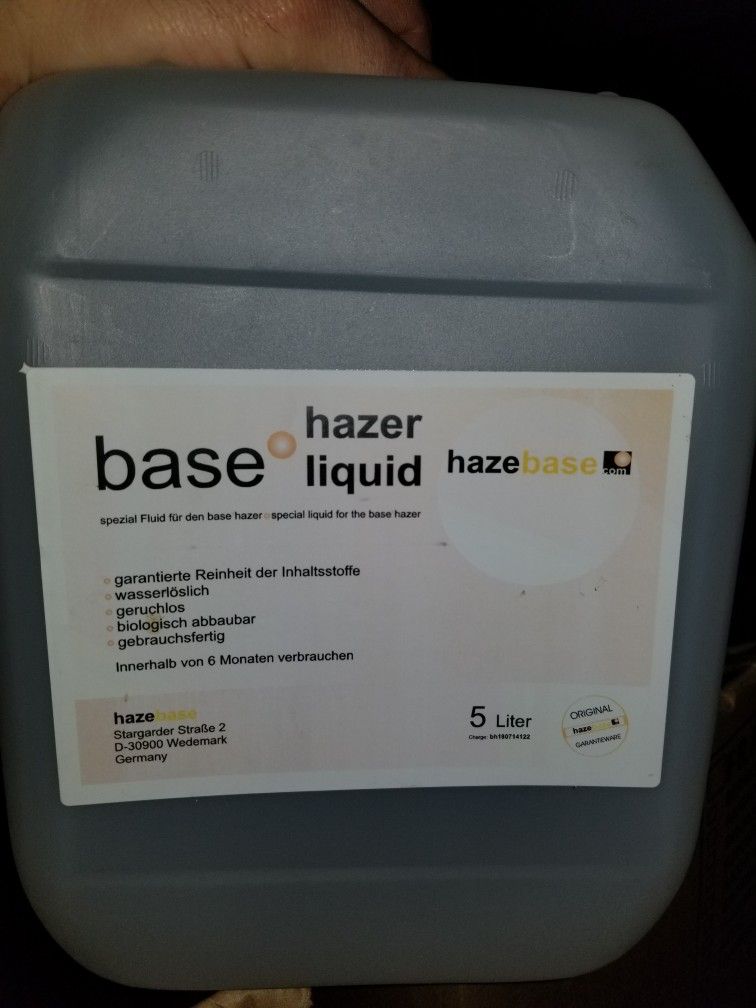 base hazer liquid
hazebase.com
spezial Fluid für den base hazer special liquid for the base hazer
garantierte Reinheit der Inhaltsstoffe
wasserlöslich
geruchlos
biologisch abbaubar
gebrauchsfertig
Innerhalb von 6 Monaten verbrauchen
hazebase
Stargarder Straße 2
D-30900 Wedemark
Germany
5 Liter
Charge: bh180714122
ORIGINAL
hazebase
GARANTIEWARE